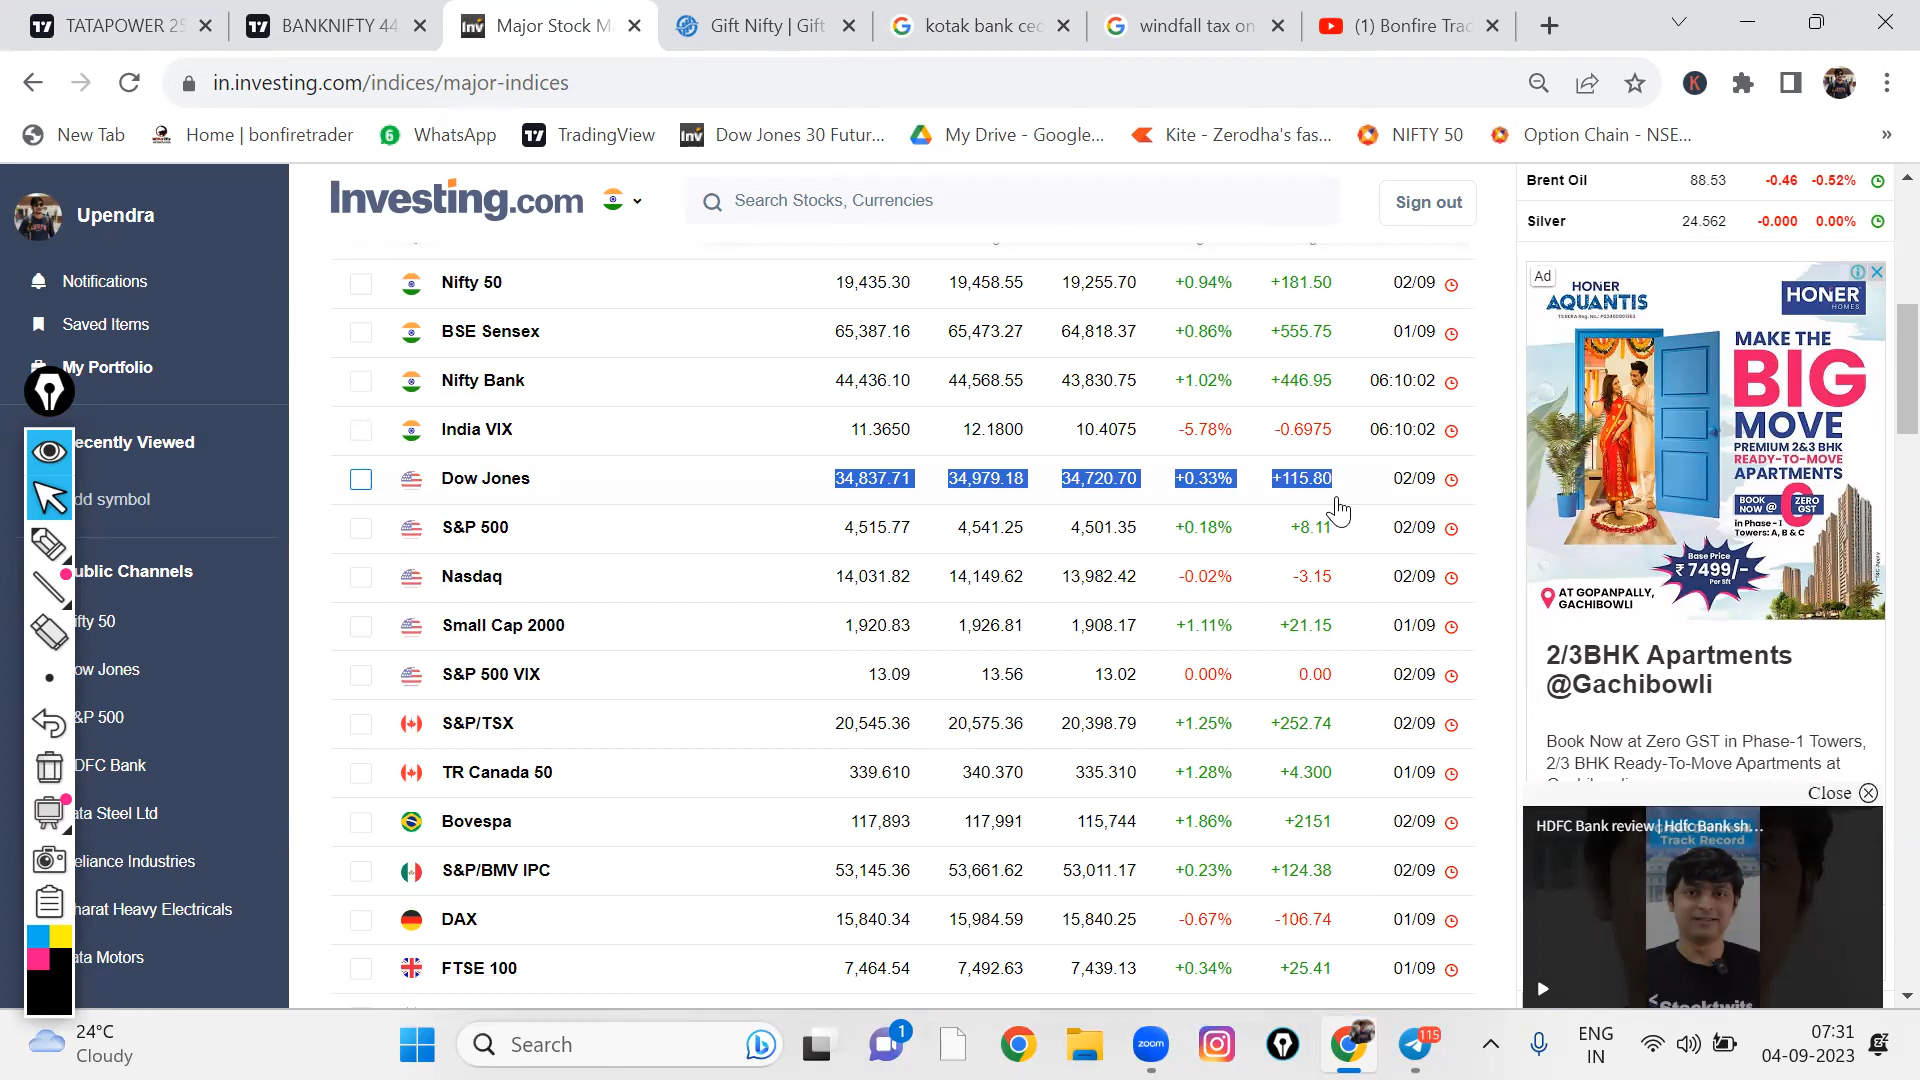 TATAPOWER 25
BANKNIFTY 44
Major Stock M
Gift Nifty | Gift
kotak bank ceo
windfall tax on
(1) Bonfire Trad
in.investing.com/indices/major-indices
New Tab
Home | bonfiretrader
WhatsApp
TradingView
Dow Jones 30 Futur...
My Drive - Google...
Kite - Zerodha's fas...
NIFTY 50
Option Chain - NSE...
»
Upendra
Notifications
Saved Items
My Portfolio
ecently Viewed
dd symbol
ublic Channels
ifty 50
ow Jones
&P 500
DFC Bank
ata Steel Ltd
eliance Industries
harat Heavy Electricals
ata Motors
Investing.com
Search Stocks, Currencies
Sign out
Nifty 50 19,435.30 19,458.55 19,255.70 +0.94% +181.50 02/09
BSE Sensex 65,387.16 65,473.27 64,818.37 +0.86% +555.75 01/09
Nifty Bank 44,436.10 44,568.55 43,830.75 +1.02% +446.95 06:10:02
India VIX 11.3650 12.1800 10.4075 -5.78% -0.6975 06:10:02
Dow Jones 34,837.71 34,979.18 34,720.70 +0.33% +115.80 02/09
S&P 500 4,515.77 4,541.25 4,501.35 +0.18% +8.11 02/09
Nasdaq 14,031.82 14,149.62 13,982.42 -0.02% -3.15 02/09
Small Cap 2000 1,920.83 1,926.81 1,908.17 +1.11% +21.15 01/09
S&P 500 VIX 13.09 13.56 13.02 0.00% 0.00 02/09
S&P/TSX 20,545.36 20,575.36 20,398.79 +1.25% +252.74 02/09
TR Canada 50 339.610 340.370 335.310 +1.28% +4.300 01/09
Bovespa 117,893 117,991 115,744 +1.86% +2151 02/09
S&P/BMV IPC 53,145.36 53,661.62 53,011.17 +0.23% +124.38 02/09
DAX 15,840.34 15,984.59 15,840.25 -0.67% -106.74 01/09
FTSE 100 7,464.54 7,492.63 7,439.13 +0.34% +25.41 01/09
Brent Oil 88.53 -0.46 -0.52%
Silver 24.562 -0.000 0.00%
Ad
HONER
AQUANTIS
HONER
HOMES
MAKE THE
BIG
MOVE
PREMIUM 2&3 BHK
READY-TO-MOVE
APARTMENTS
BOOK
NOW @ 0 ZERO
GST
in Phase - I
Towers: A, B & C
Base Price
₹ 7499/-
Per Sft
AT GOPANPALLY,
GACHIBOWLI
2/3BHK Apartments
@Gachibowli
Book Now at Zero GST in Phase-1 Towers,
2/3 BHK Ready-To-Move Apartments at
Close
HDFC Bank review | Hdfc Bank sh...
Track Record
Stocktwits
24°C
Cloudy
Search
1
zoom
115
ENG
IN
07:31
04-09-2023